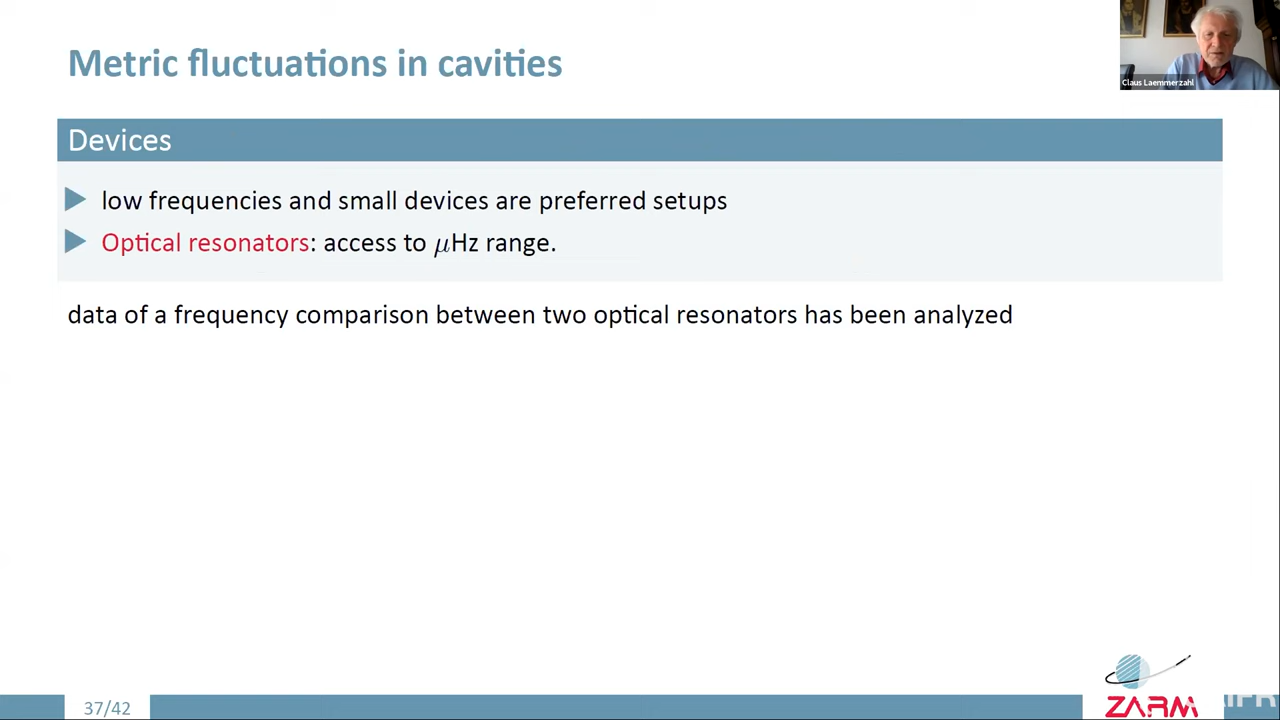 Metric fluctuations in cavities
Claus Laemmerzahl
Devices
low frequencies and small devices are preferred setups
Optical resonators: access to μHz range.
data of a frequency comparison between two optical resonators has been analyzed
37/42
ZARM